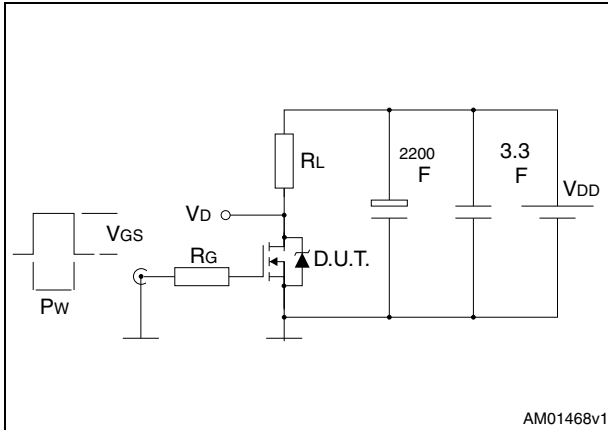 RL
2200
F
3.3
F
VDD
VD
VGS
RG
D.U.T.
PW
AM01468v1